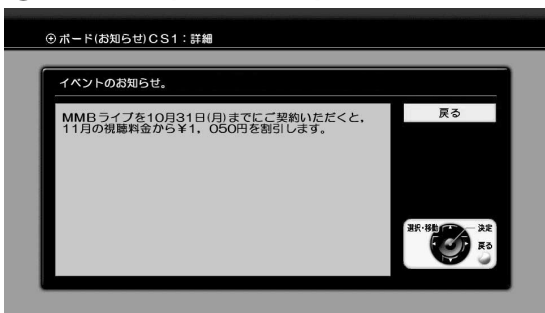 ⊕ボード(お知らせ)CS1：詳細
イベントのお知らせ。
MMBライブを10月31日(月)までにご契約いただくと，
11月の視聴料金から¥1，050円を割引します。
戻る
選択・移動
決定
戻る